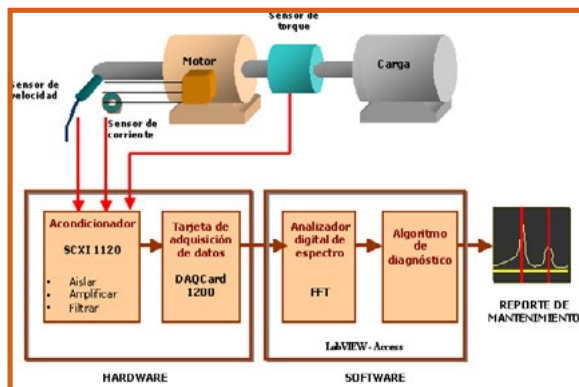 Sensor de
torque
Motor
Carga
Sensor de
velocidad
Sensor de
corriente
Acondicionador
SCXI 1120
• Aislar
• Amplificar
• Filtrar
Tarjeta de
adquisición
de datos
DAQCard
1200
Analizador
digital de
espectro
FFT
Algoritmo
de
diagnóstico
LabVIEW - Access
REPORTE DE
MANTENIMIENTO
HARDWARE
SOFTWARE